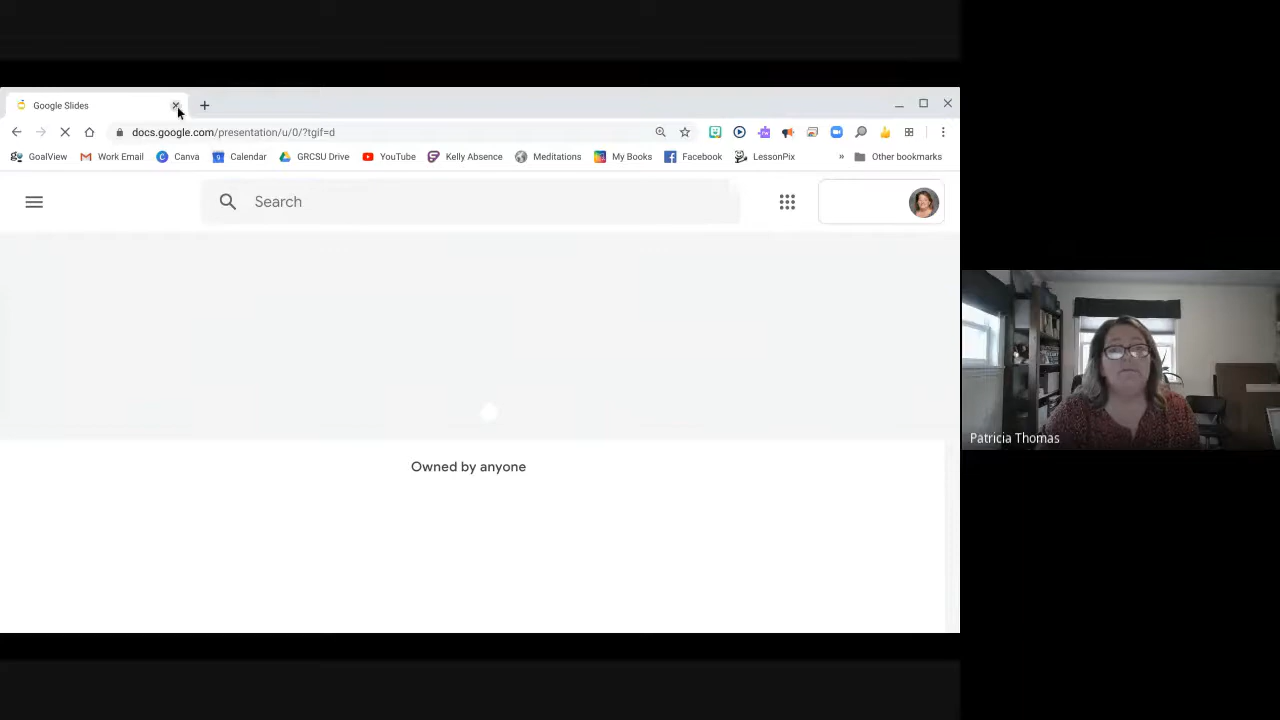 Google Slides
docs.google.com/presentation/u/0/?tgif=d
GoalView Work Email Canva Calendar GRCSU Drive YouTube Kelly Absence Meditations My Books Facebook LessonPix » Other bookmarks
Search
Owned by anyone
Patricia Thomas